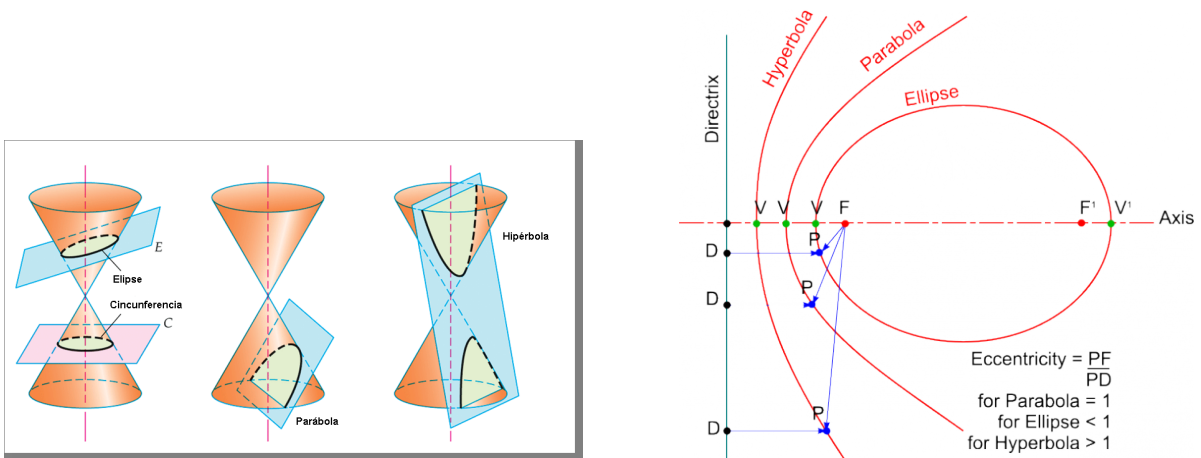 E
Elipse
Cincunferencia
C
Parábola
Hipérbola
Hyperbola
Parabola
Ellipse
Directrix
V V V F F¹ V¹ Axis
D P
D P
D P
Eccentricity = PF
PD
for Parabola = 1
for Ellipse < 1
for Hyperbola > 1